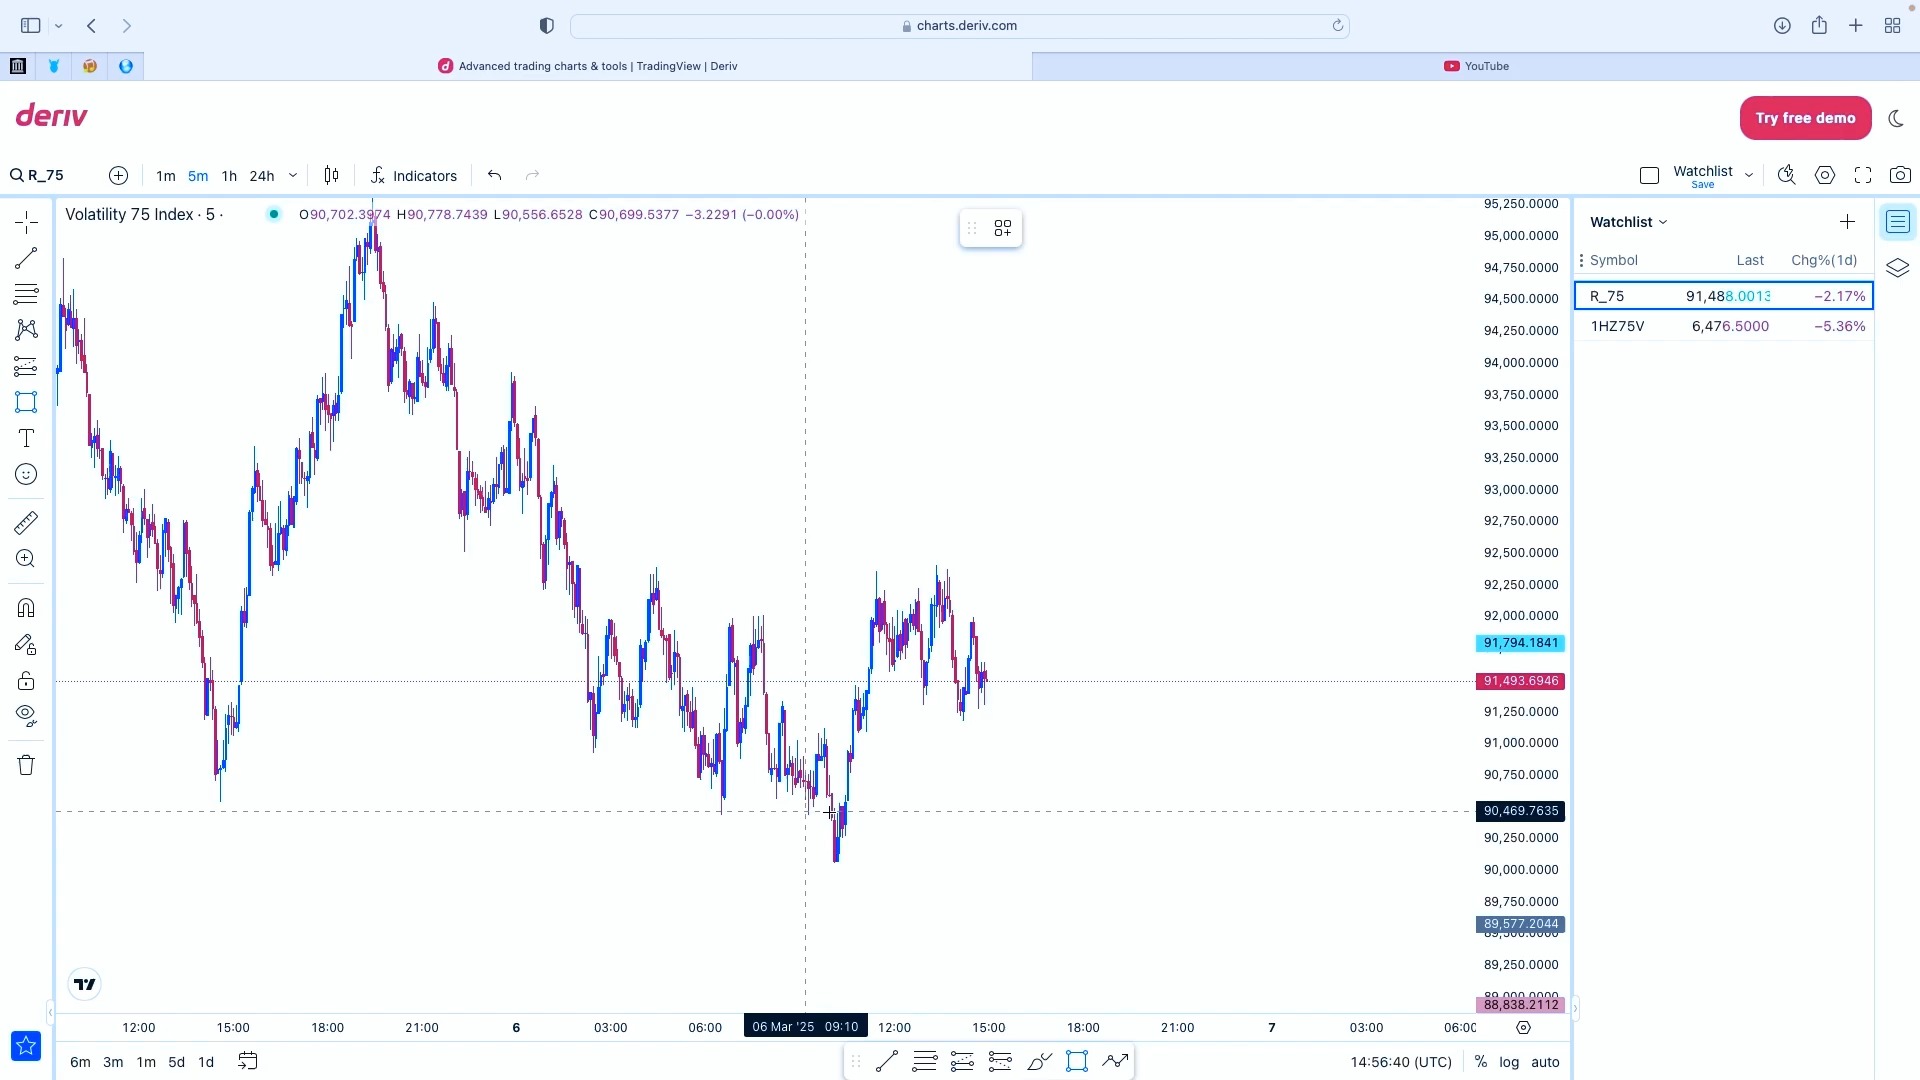 charts.deriv.com
Advanced trading charts & tools | TradingView | Deriv
YouTube
deriv
Try free demo
R_75
1m 5m 1h 24h
Indicators
Watchlist
Save
Volatility 75 Index · 5 ·
O90,702.3974 H90,778.7439 L90,556.6528 C90,699.5377 −3.2291 (−0.00%)
Watchlist
Symbol Last Chg%(1d)
R_75 91,488.0013 −2.17%
1HZ75V 6,476.5000 −5.36%
95,250.0000
95,000.0000
94,750.0000
94,500.0000
94,250.0000
94,000.0000
93,750.0000
93,500.0000
93,250.0000
93,000.0000
92,750.0000
92,500.0000
92,250.0000
92,000.0000
91,794.1841
91,493.6946
91,250.0000
91,000.0000
90,750.0000
90,469.7635
90,250.0000
90,000.0000
89,750.0000
89,577.2044
89,250.0000
88,838.2112
12:00 15:00 18:00 21:00 6 03:00 06:00 06 Mar '25 09:10 12:00 15:00 18:00 21:00 7 03:00 06:00
6m 3m 1m 5d 1d
14:56:40 (UTC) % log auto